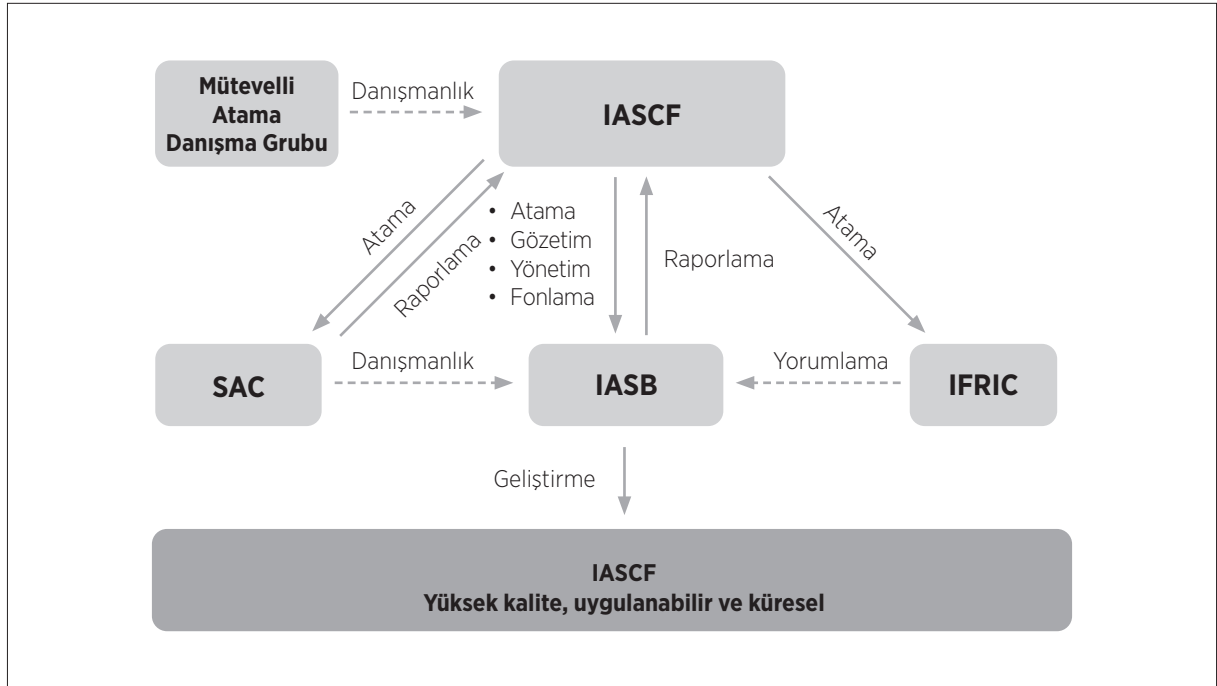 Mütevelli
Atama
Danışma Grubu
Danışmanlık
IASCF
Atama
Raporlama
• Atama
• Gözetim
• Yönetim
• Fonlama
Raporlama
Atama
SAC
Danışmanlık
IASB
Yorumlama
IFRIC
Geliştirme
IASCF
Yüksek kalite, uygulanabilir ve küresel